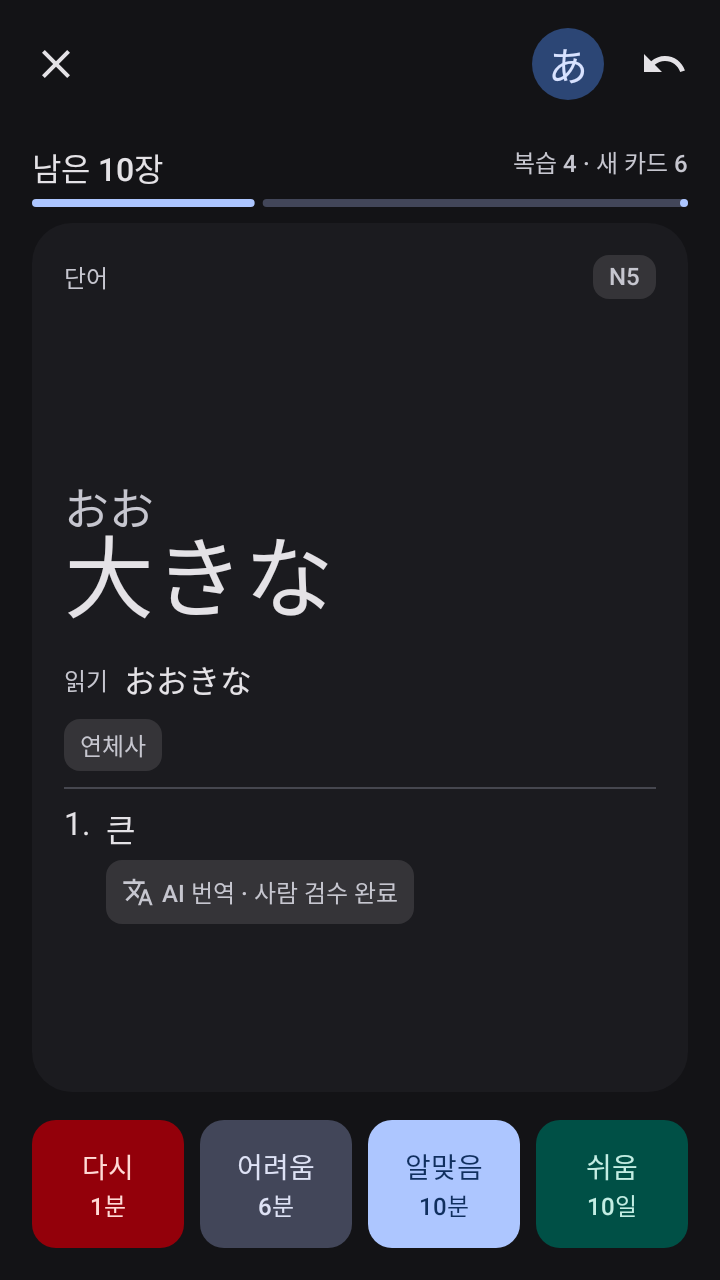 あ
남은 10장
복습 4 · 새 카드 6
단어
N5
おお
大きな
읽기 おおきな
연체사
1. 큰
AI 번역 · 사람 검수 완료
다시
1분
어려움
6분
알맞음
10분
쉬움
10일